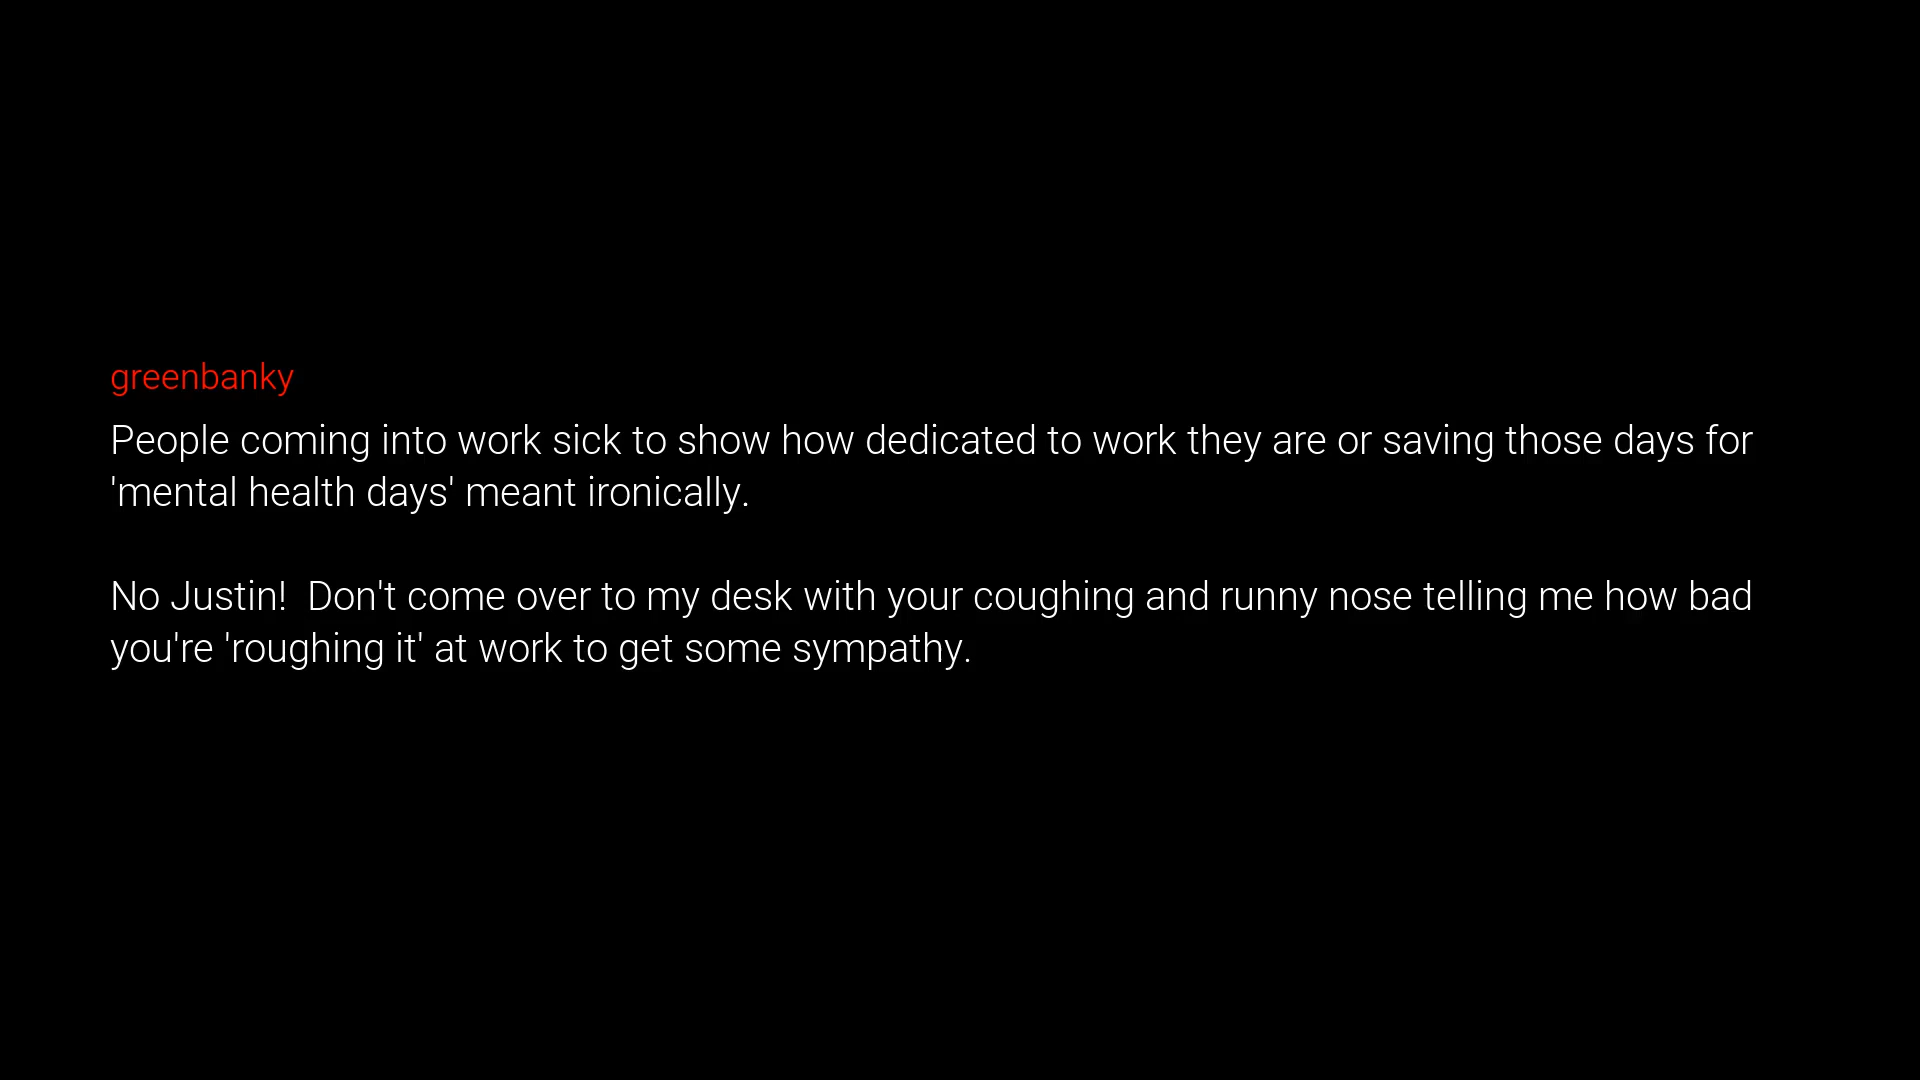 greenbanky
People coming into work sick to show how dedicated to work they are or saving those days for
'mental health days' meant ironically.
No Justin!  Don't come over to my desk with your coughing and runny nose telling me how bad
you're 'roughing it' at work to get some sympathy.